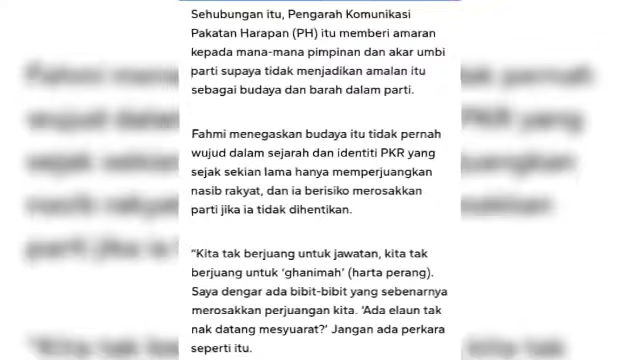 Sehubungan itu, Pengarah Komunikasi
Pakatan Harapan (PH) itu memberi amaran
kepada mana-mana pimpinan dan akar umbi
parti supaya tidak menjadikan amalan itu
sebagai budaya dan barah dalam parti.
Fahmi menegaskan budaya itu tidak pernah
wujud dalam sejarah dan identiti PKR yang
sejak sekian lama hanya memperjuangkan
nasib rakyat, dan ia berisiko merosakkan
parti jika ia tidak dihentikan.
"Kita tak berjuang untuk jawatan, kita tak
berjuang untuk 'ghanimah' (harta perang).
Saya dengar ada bibit-bibit yang sebenarnya
merosakkan perjuangan kita. 'Ada elaun tak
nak datang mesyuarat?' Jangan ada perkara
seperti itu.